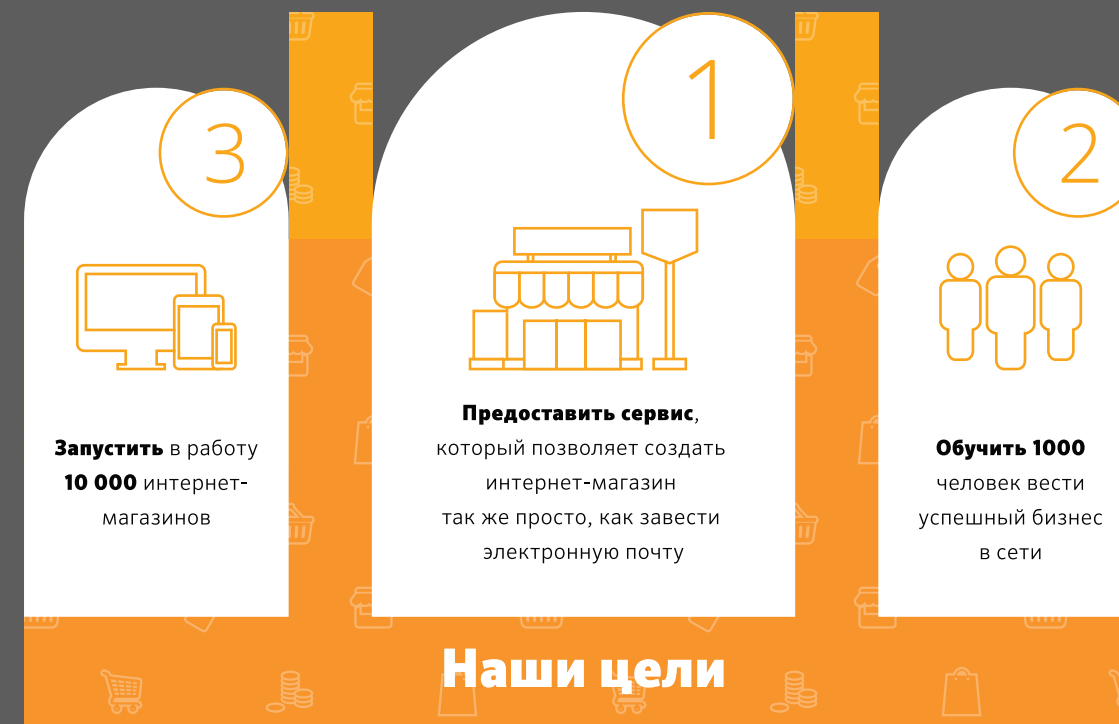 3
Запустить в работу
10 000 интернет-
магазинов
1
Предоставить сервис,
который позволяет создать
интернет-магазин
так же просто, как завести
электронную почту
2
Обучить 1000
человек вести
успешный бизнес
в сети
Наши цели